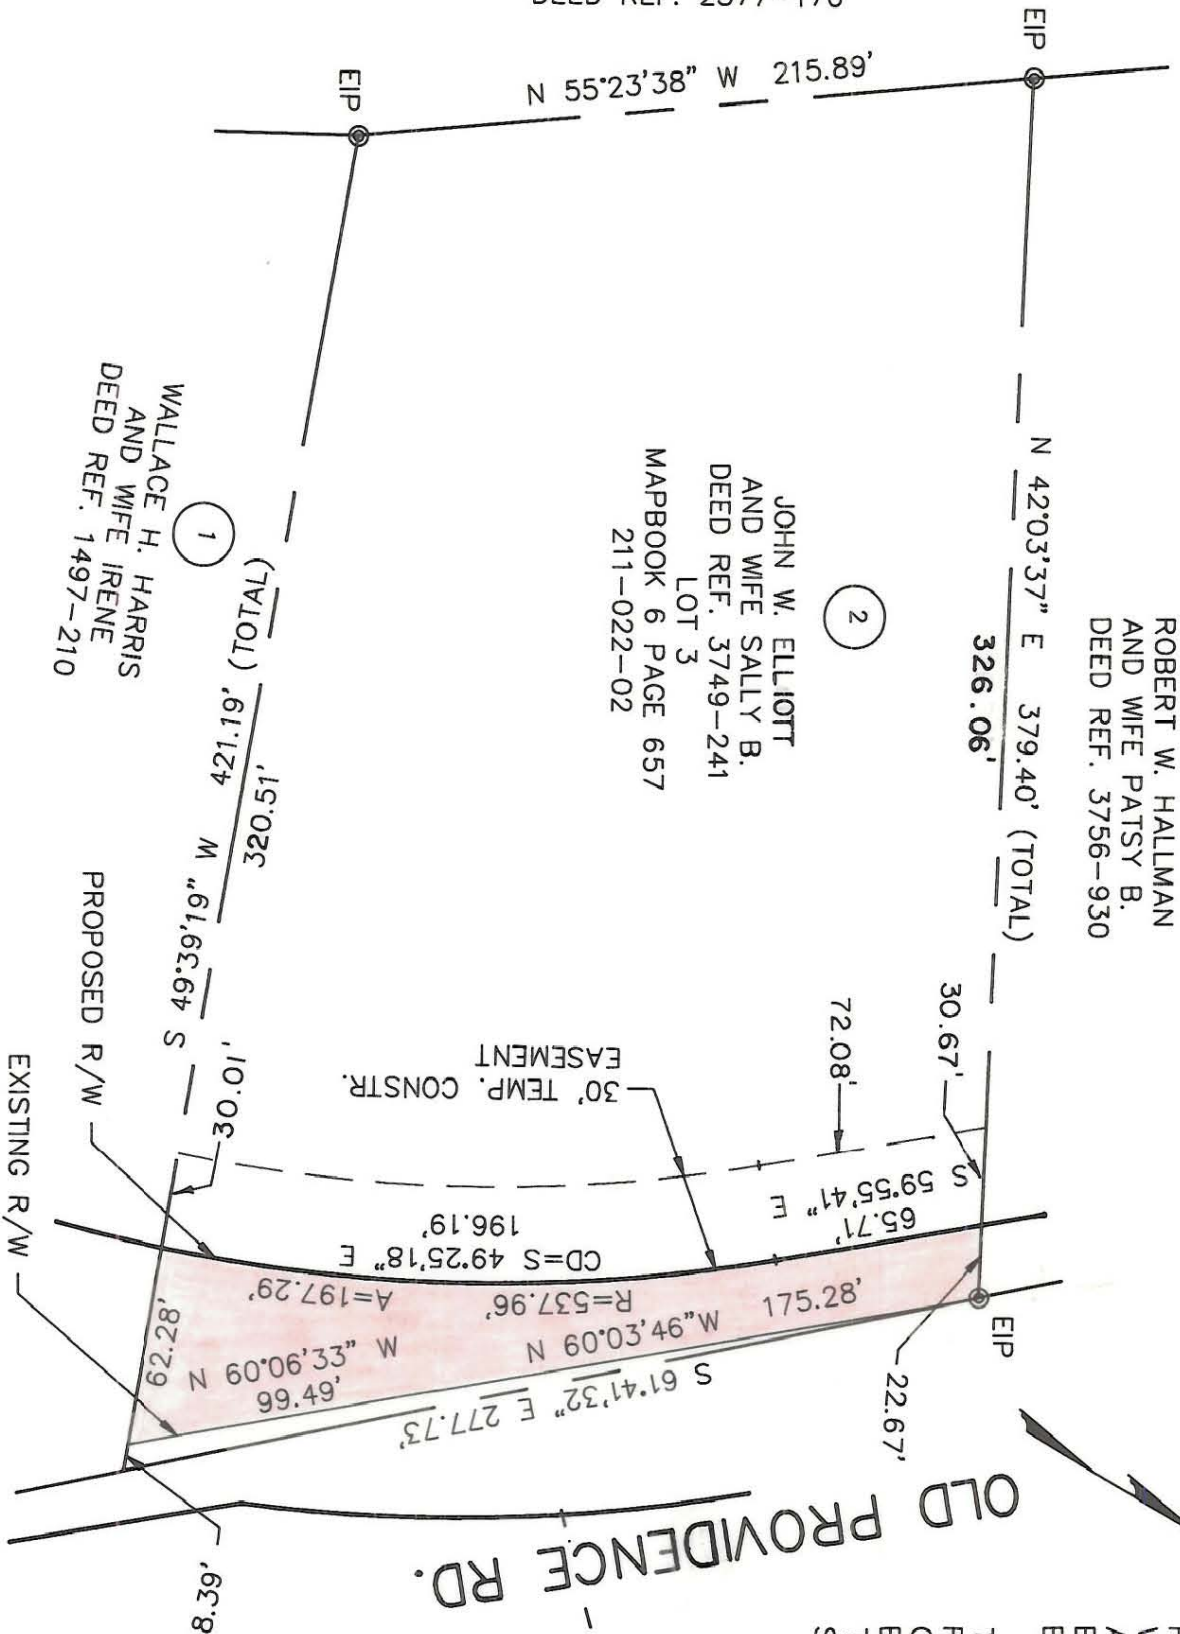 EIP
N 55°23'38" W 215.89'
EIP
ROBERT W. HALLMAN
AND WIFE PATSY B.
DEED REF. 3756-930
N 42°03'37" E 379.40' (TOTAL)
326.06'
2
JOHN W. ELLIOTT
AND WIFE SALLY B.
DEED REF. 3749-241
LOT 3
MAPBOOK 6 PAGE 657
211-022-02
1
WALLACE H. HARRIS
AND WIFE IRENE
DEED REF. 1497-210
S 49°39'19" W 421.19' (TOTAL)
320.51'
30.01'
PROPOSED R/W
EXISTING R/W
30' TEMP. CONSTR.
EASEMENT
72.08'
30.67'
S 59°55'41" E
65.71'
CD=S 49°25'18" E
196.19'
R=537.96'
A=197.29'
N 60°03'46" W 175.28'
N 60°06'33" W
99.49'
62.28'
S 61°41'32" E 277.73'
22.67'
EIP
8.39'
OLD PROVIDENCE RD.